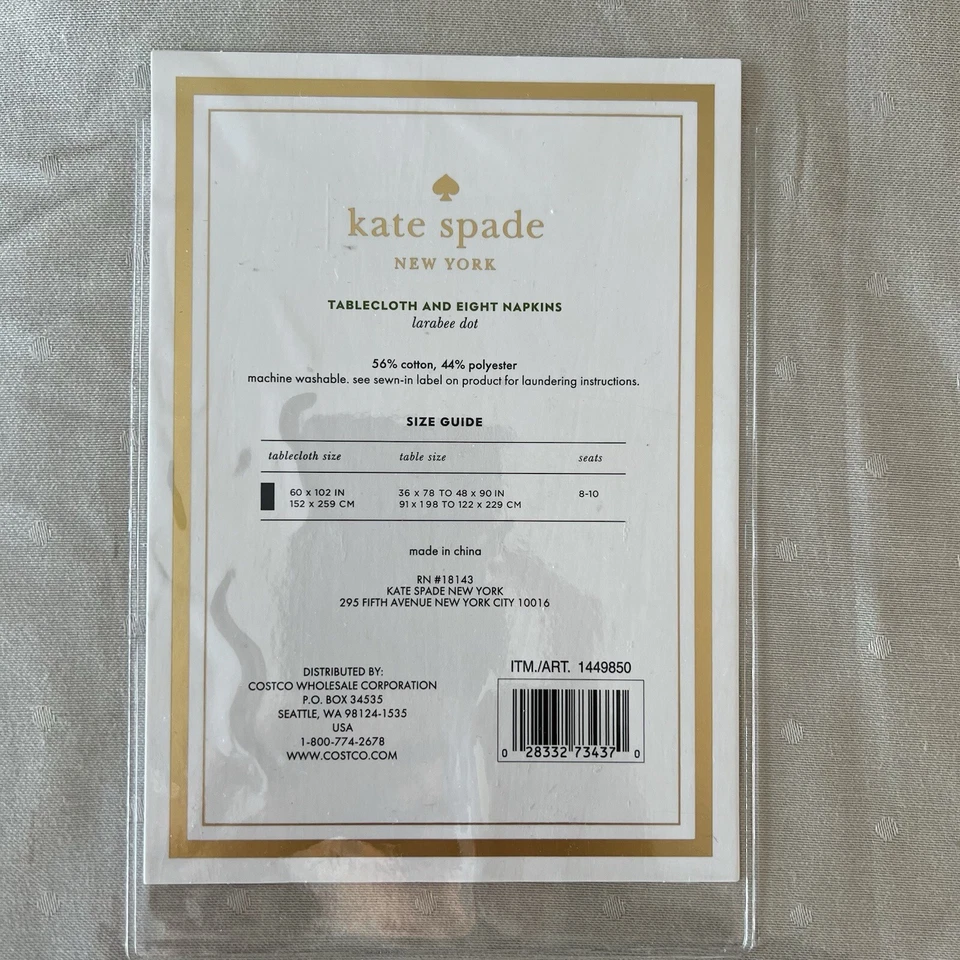 kate spade
NEW YORK
TABLECLOTH AND EIGHT NAPKINS
larabee dot
56% cotton, 44% polyester
machine washable. see sewn-in label on product for laundering instructions.
SIZE GUIDE
tablecloth size table size seats
60 x 102 IN 36 x 78 TO 48 x 90 IN 8-10
152 x 259 CM 91 x 198 TO 122 x 229 CM
made in china
RN #18143
KATE SPADE NEW YORK
295 FIFTH AVENUE NEW YORK CITY 10016
DISTRIBUTED BY:
COSTCO WHOLESALE CORPORATION
P.O. BOX 34535
SEATTLE, WA 98124-1535
USA
1-800-774-2678
WWW.COSTCO.COM
ITM./ART. 1449850
0 28332 73437 0